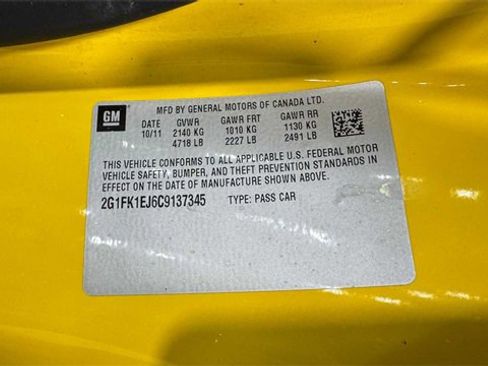 GM
MFD BY GENERAL MOTORS OF CANADA LTD.
DATE GVWR GAWR FRT GAWR RR
10/11 2140 KG 1010 KG 1130 KG
4718 LB 2227 LB 2491 LB
THIS VEHICLE CONFORMS TO ALL APPLICABLE U.S. FEDERAL MOTOR
VEHICLE SAFETY, BUMPER, AND THEFT PREVENTION STANDARDS IN
EFFECT ON THE DATE OF MANUFACTURE SHOWN ABOVE.
2G1FK1EJ6C9137345 TYPE: PASS CAR